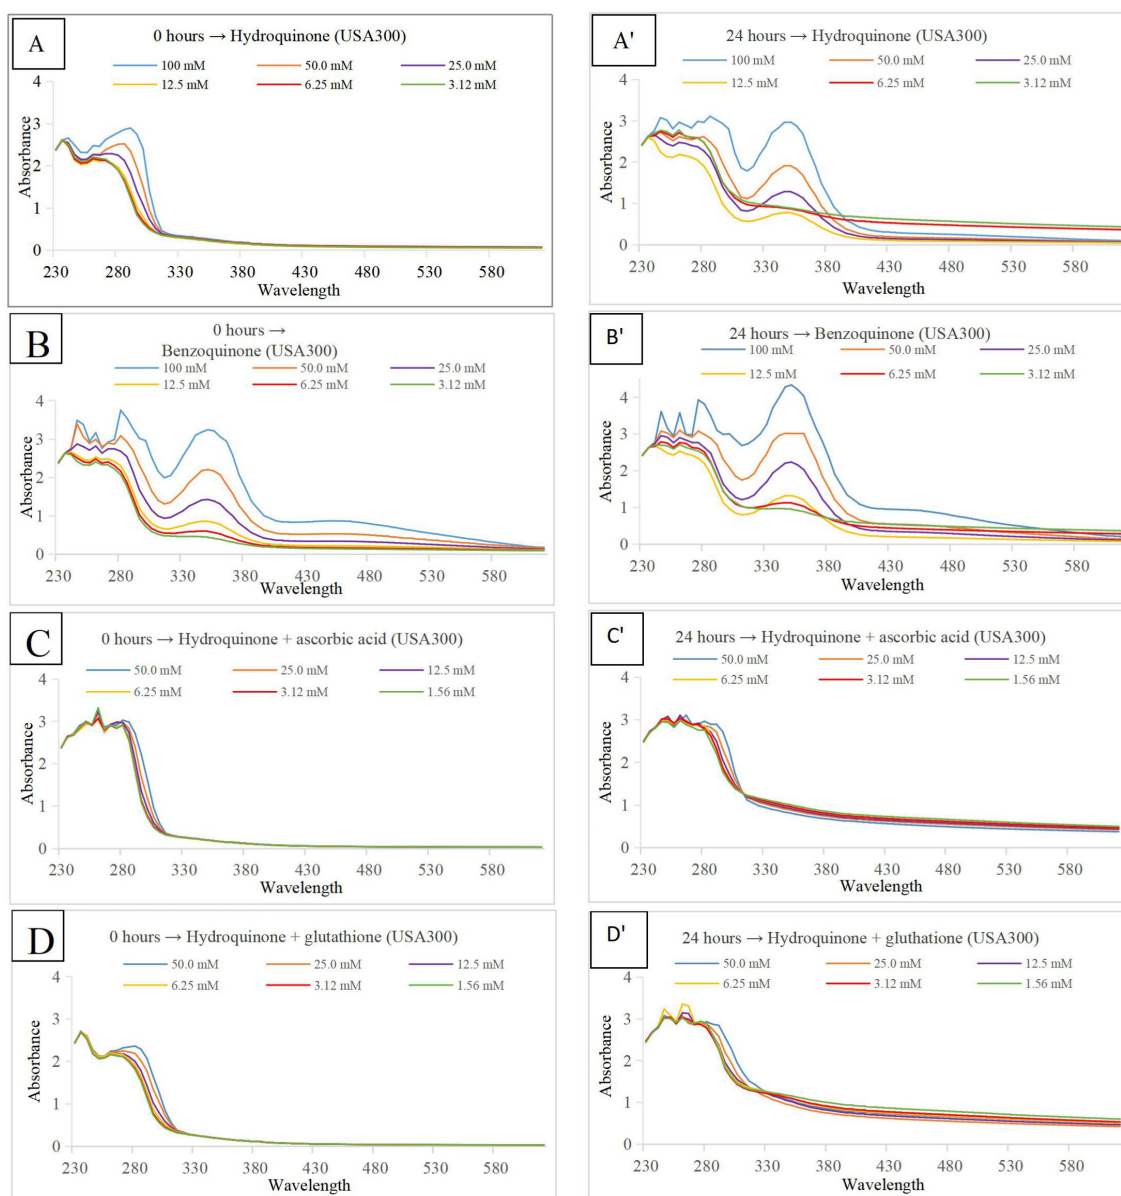 A
0 hours → Hydroquinone (USA300)
100 mM 50.0 mM 25.0 mM
12.5 mM 6.25 mM 3.12 mM
4
3
2
1
0
Absorbance
230 280 330 380 430 480 530 580
Wavelength
A'
24 hours → Hydroquinone (USA300)
100 mM 50.0 mM 25.0 mM
12.5 mM 6.25 mM 3.12 mM
4
3
2
1
0
Absorbance
230 280 330 380 430 480 530 580
Wavelength
B
0 hours →
Benzoquinone (USA300)
100 mM 50.0 mM 25.0 mM
12.5 mM 6.25 mM 3.12 mM
4
3
2
1
0
Absorbance
230 280 330 380 430 480 530 580
Wavelength
B'
24 hours → Benzoquinone (USA300)
100 mM 50.0 mM 25.0 mM
12.5 mM 6.25 mM 3.12 mM
4
3
2
1
0
Absorbance
230 280 330 380 430 480 530 580
Wavelength
C
0 hours → Hydroquinone + ascorbic acid (USA300)
50.0 mM 25.0 mM 12.5 mM
6.25 mM 3.12 mM 1.56 mM
4
3
2
1
0
Absorbance
230 280 330 380 430 480 530 580
Wavelength
C'
24 hours → Hydroquinone + ascorbic acid (USA300)
50.0 mM 25.0 mM 12.5 mM
6.25 mM 3.12 mM 1.56 mM
4
3
2
1
0
Absorbance
230 280 330 380 430 480 530 580
Wavelength
D
0 hours → Hydroquinone + glutathione (USA300)
50.0 mM 25.0 mM 12.5 mM
6.25 mM 3.12 mM 1.56 mM
4
3
2
1
0
Absorbance
230 280 330 380 430 480 530 580
Wavelength
D'
24 hours → Hydroquinone + gluthatione (USA300)
50.0 mM 25.0 mM 12.5 mM
6.25 mM 3.12 mM 1.56 mM
4
3
2
1
0
Absorbance
230 280 330 380 430 480 530 580
Wavelength